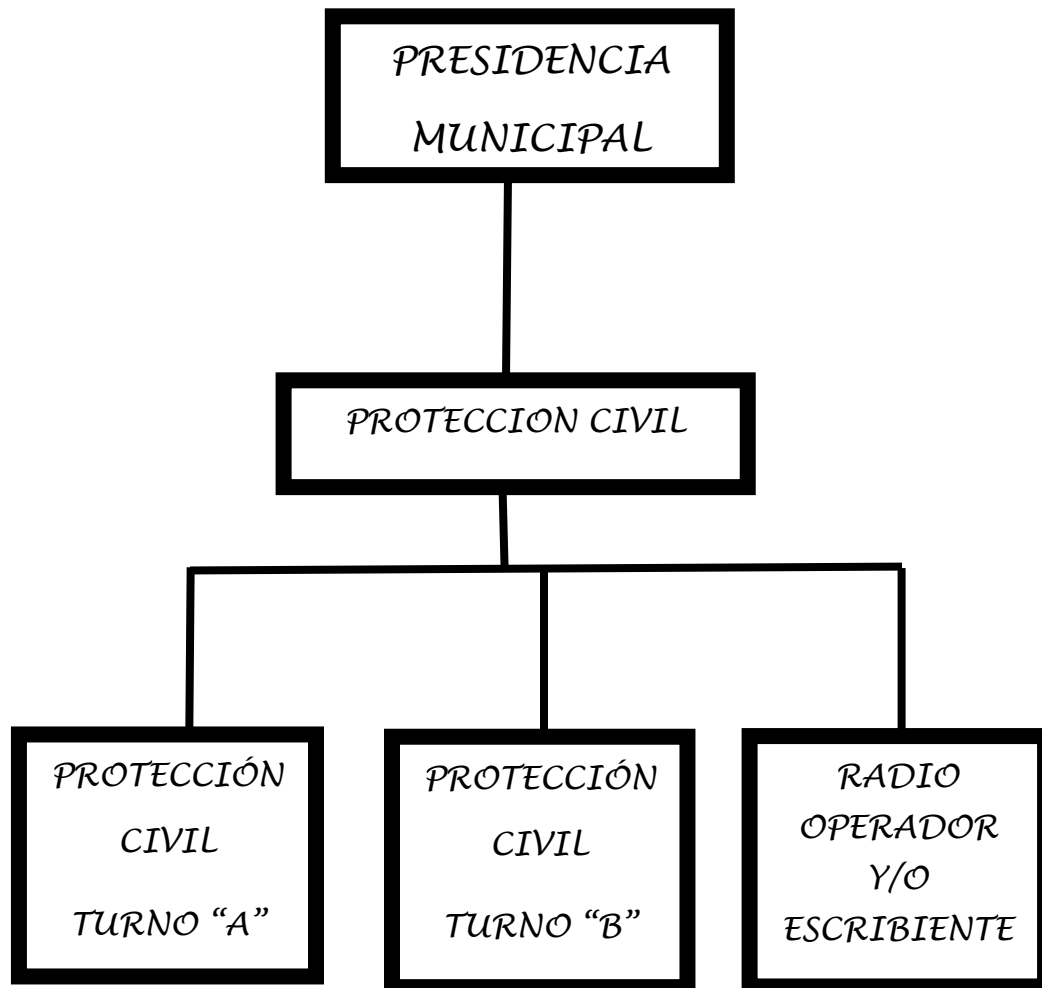 PRESIDENCIA
MUNICIPAL
PROTECCION CIVIL
PROTECCIÓN
CIVIL
TURNO “A”
PROTECCIÓN
CIVIL
TURNO “B”
RADIO
OPERADOR
Y/O
ESCRIBIENTE